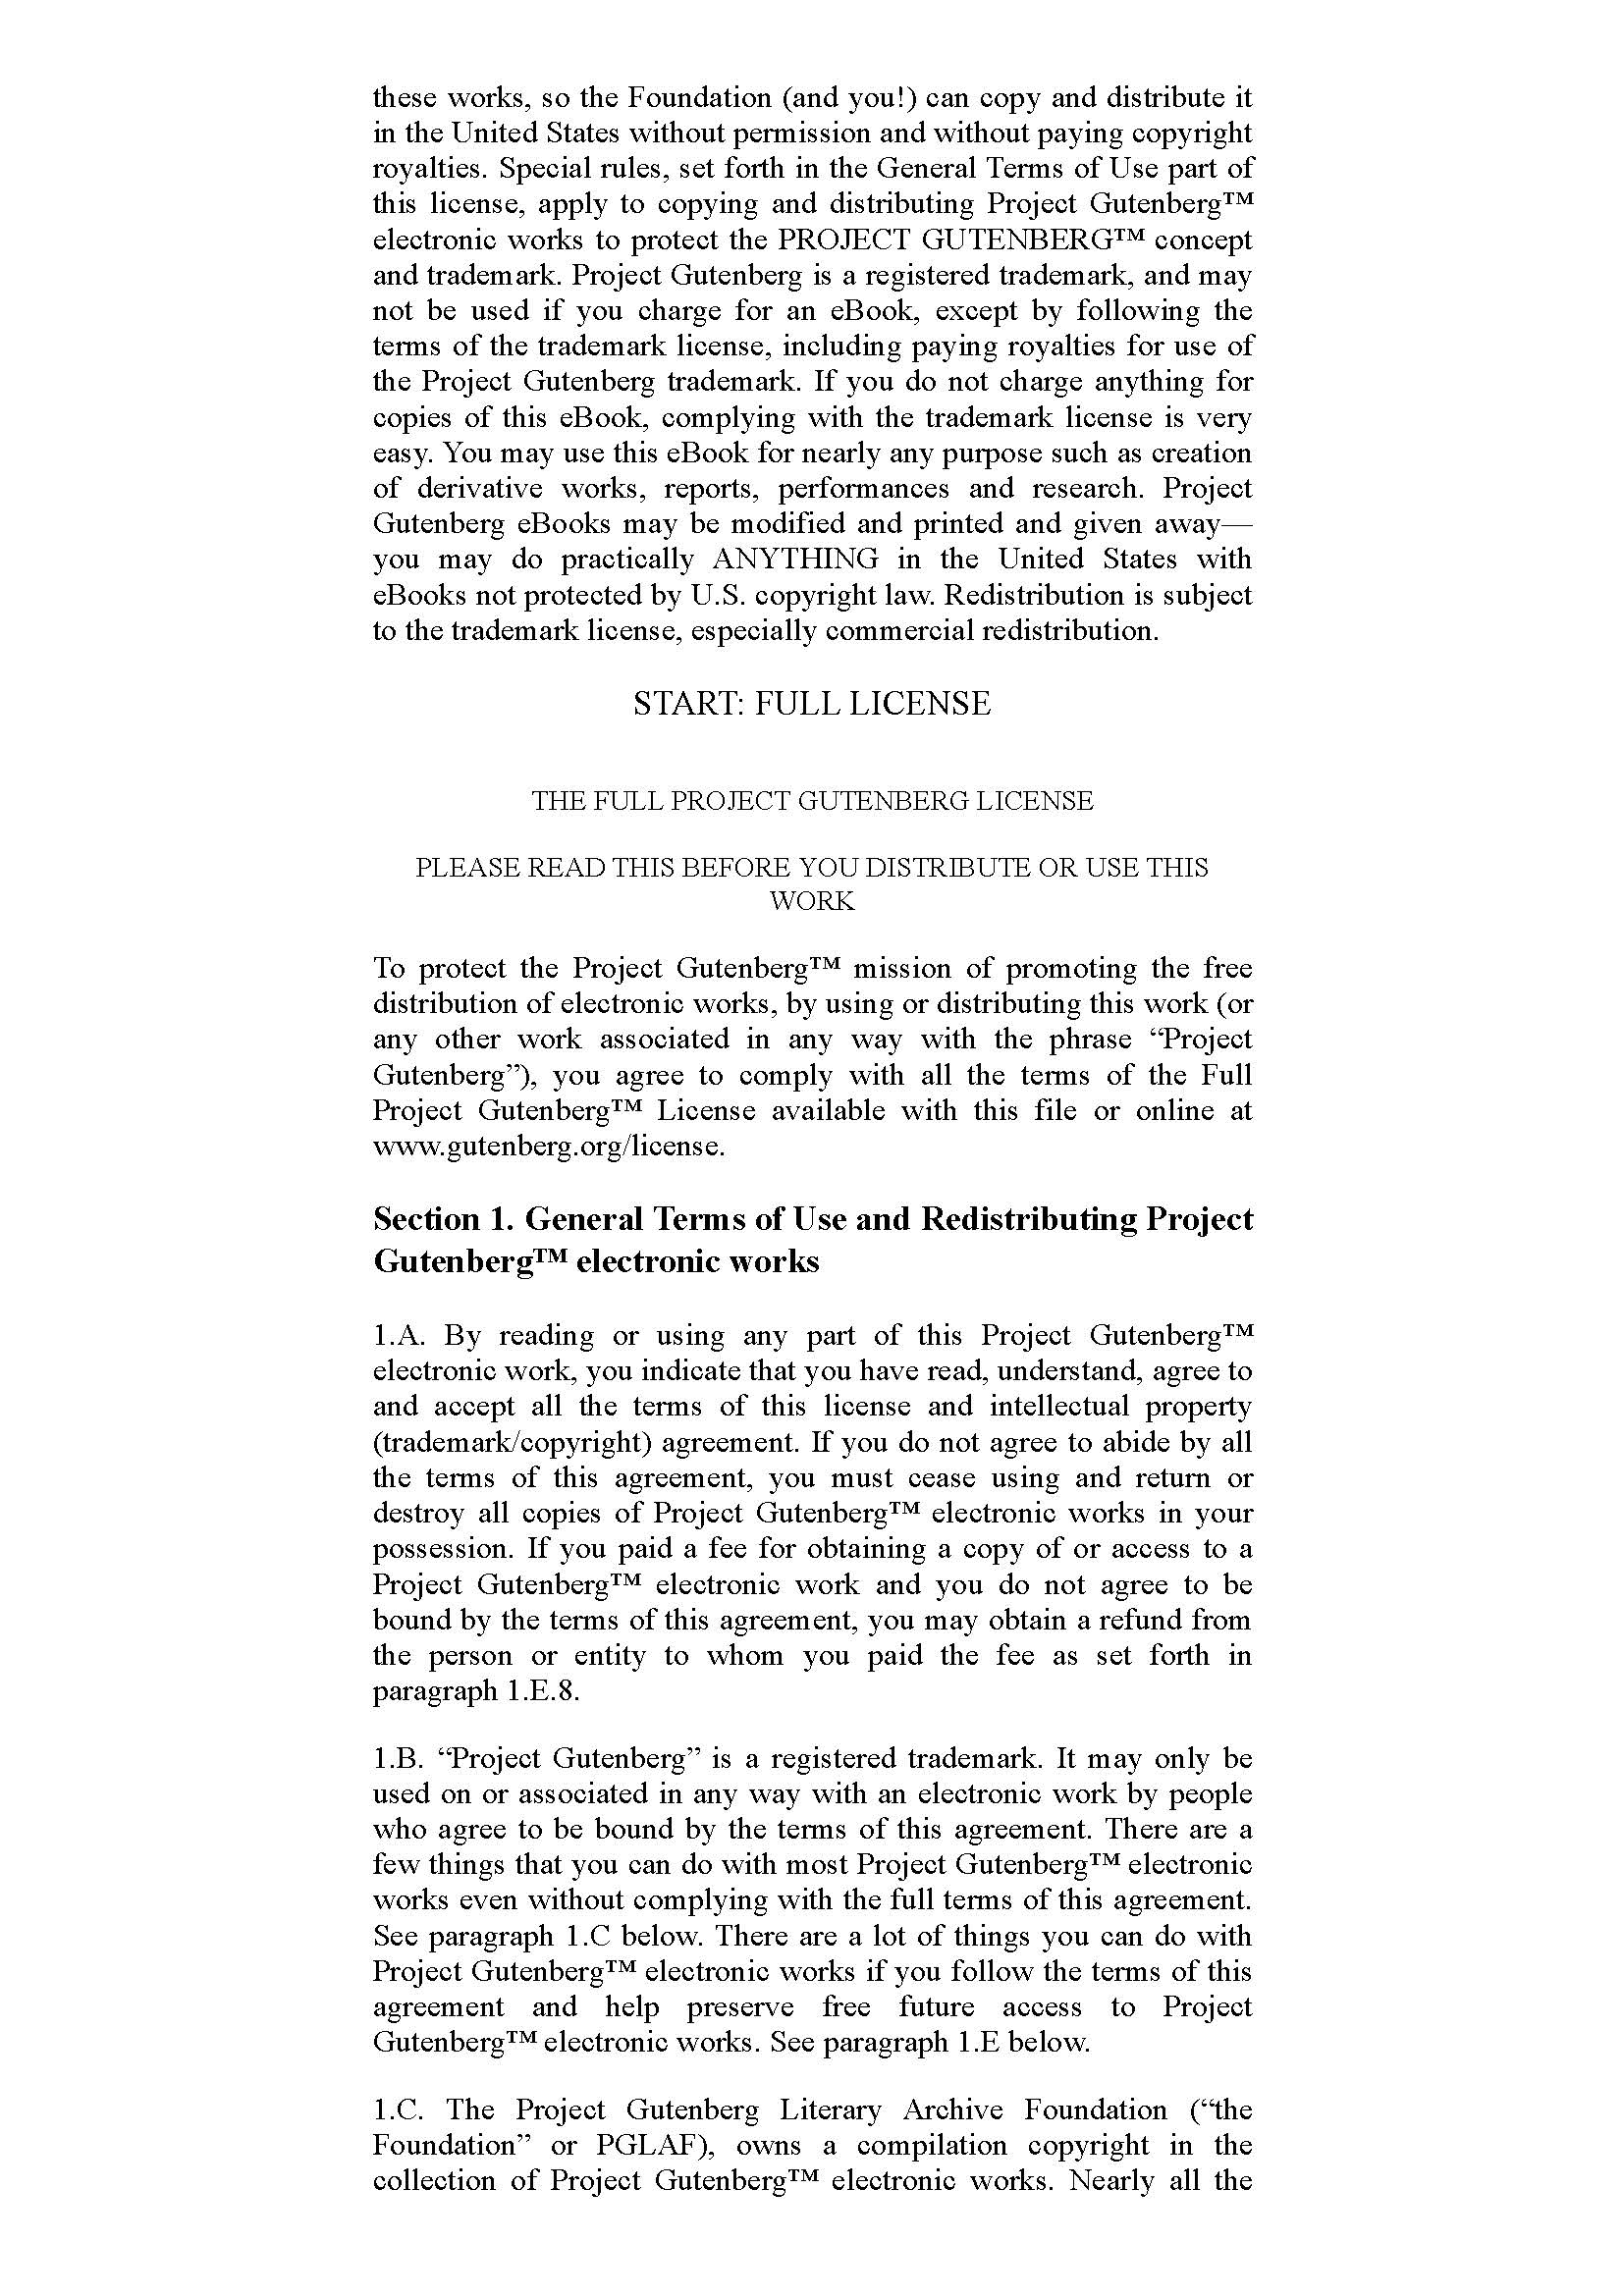 these works, so the Foundation (and you!) can copy and distribute it
in the United States without permission and without paying copyright
royalties. Special rules, set forth in the General Terms of Use part of
this license, apply to copying and distributing Project Gutenberg™
electronic works to protect the PROJECT GUTENBERG™ concept
and trademark. Project Gutenberg is a registered trademark, and may
not be used if you charge for an eBook, except by following the
terms of the trademark license, including paying royalties for use of
the Project Gutenberg trademark. If you do not charge anything for
copies of this eBook, complying with the trademark license is very
easy. You may use this eBook for nearly any purpose such as creation
of derivative works, reports, performances and research. Project
Gutenberg eBooks may be modified and printed and given away—
you may do practically ANYTHING in the United States with
eBooks not protected by U.S. copyright law. Redistribution is subject
to the trademark license, especially commercial redistribution.
START: FULL LICENSE
THE FULL PROJECT GUTENBERG LICENSE
PLEASE READ THIS BEFORE YOU DISTRIBUTE OR USE THIS
WORK
To protect the Project Gutenberg™ mission of promoting the free
distribution of electronic works, by using or distributing this work (or
any other work associated in any way with the phrase “Project
Gutenberg”), you agree to comply with all the terms of the Full
Project Gutenberg™ License available with this file or online at
www.gutenberg.org/license.
Section 1. General Terms of Use and Redistributing Project
Gutenberg™ electronic works
1.A. By reading or using any part of this Project Gutenberg™
electronic work, you indicate that you have read, understand, agree to
and accept all the terms of this license and intellectual property
(trademark/copyright) agreement. If you do not agree to abide by all
the terms of this agreement, you must cease using and return or
destroy all copies of Project Gutenberg™ electronic works in your
possession. If you paid a fee for obtaining a copy of or access to a
Project Gutenberg™ electronic work and you do not agree to be
bound by the terms of this agreement, you may obtain a refund from
the person or entity to whom you paid the fee as set forth in
paragraph 1.E.8.
1.B. “Project Gutenberg” is a registered trademark. It may only be
used on or associated in any way with an electronic work by people
who agree to be bound by the terms of this agreement. There are a
few things that you can do with most Project Gutenberg™ electronic
works even without complying with the full terms of this agreement.
See paragraph 1.C below. There are a lot of things you can do with
Project Gutenberg™ electronic works if you follow the terms of this
agreement and help preserve free future access to Project
Gutenberg™ electronic works. See paragraph 1.E below.
1.C. The Project Gutenberg Literary Archive Foundation (“the
Foundation” or PGLAF), owns a compilation copyright in the
collection of Project Gutenberg™ electronic works. Nearly all the